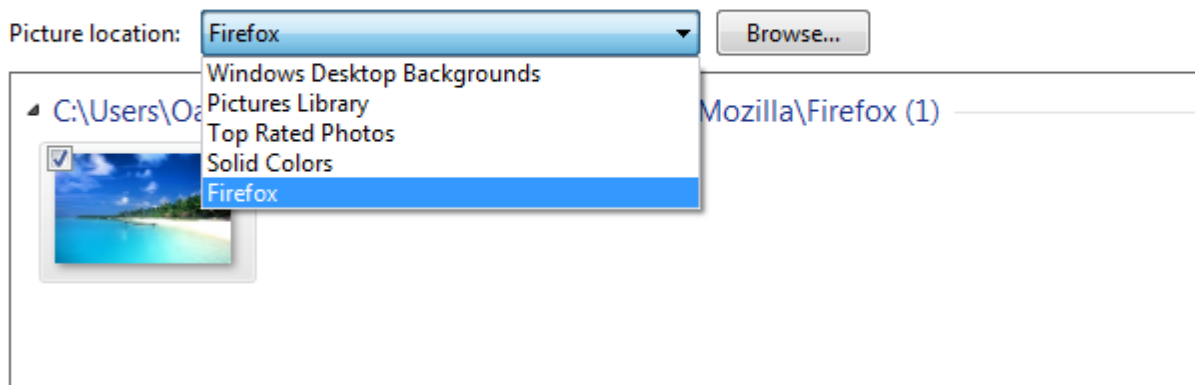 Picture location: Firefox Browse...
Windows Desktop Backgrounds
C:\Users\Oa Mozilla\Firefox (1)
Pictures Library
Top Rated Photos
Solid Colors
Firefox